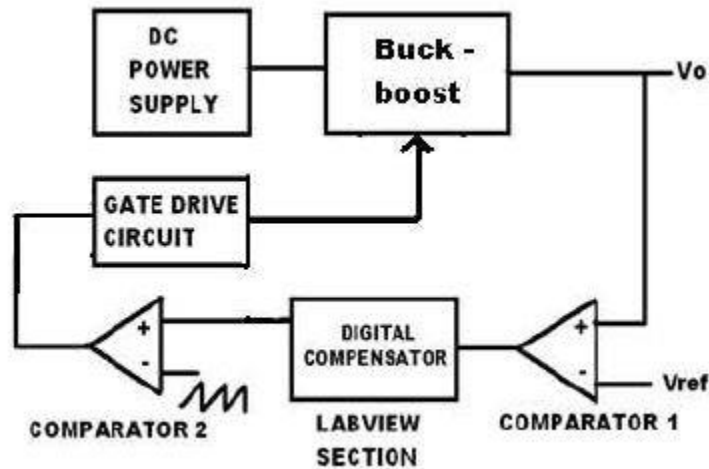 DC
POWER
SUPPLY
Buck -
boost
Vo
GATE DRIVE
CIRCUIT
+
-
DIGITAL
COMPENSATOR
+
-
Vref
COMPARATOR 2
LABVIEW
SECTION
COMPARATOR 1